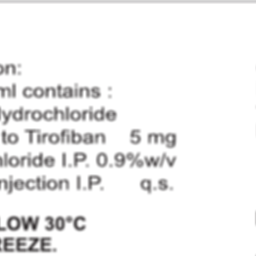 on:
ml contains :
ydrochloride
to Tirofiban 5 mg
loride I.P. 0.9%w/v
njection I.P. q.s.
LOW 30°C
REEZE.